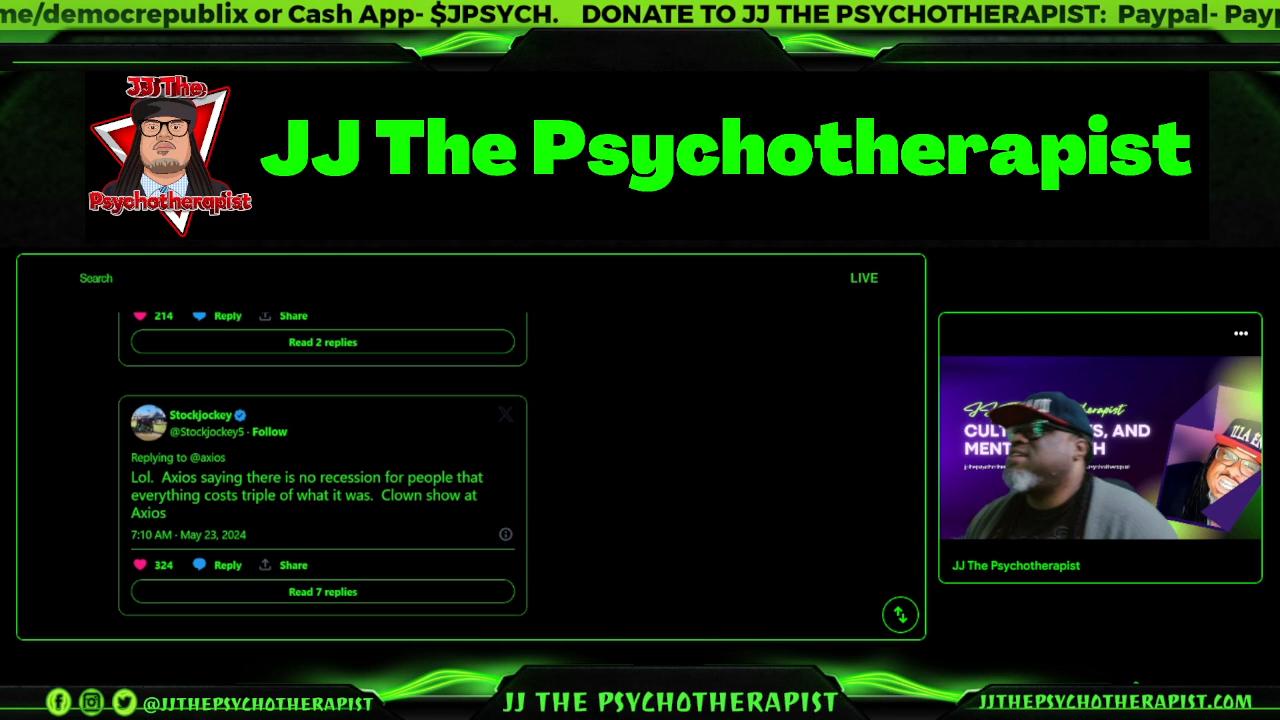 me/democrepublix or Cash App- $JPSYCH. DONATE TO JJ THE PSYCHOTHERAPIST: Paypal- Payp
JJ The
Psychotherapist
JJ The Psychotherapist
Search
LIVE
214 Reply Share
Read 2 replies
Stockjockey
@Stockjockey5 · Follow
Replying to @axios
Lol. Axios saying there is no recession for people that
everything costs triple of what it was. Clown show at
Axios
7:10 AM · May 23, 2024
324 Reply Share
Read 7 replies
CULT S, AND
MENT H
JJ The Psychotherapist
@JJTHEPSYCHOTHERAPIST
JJ THE PSYCHOTHERAPIST
JJTHEPSYCHOTHERAPIST.COM